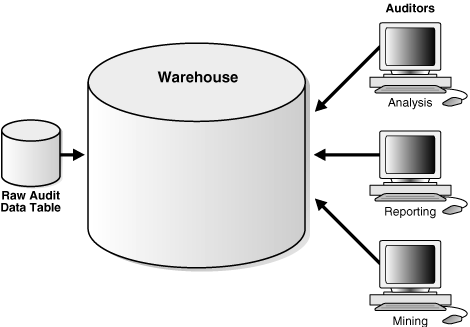 Auditors
Warehouse
Analysis
Raw Audit
Data Table
Reporting
Mining